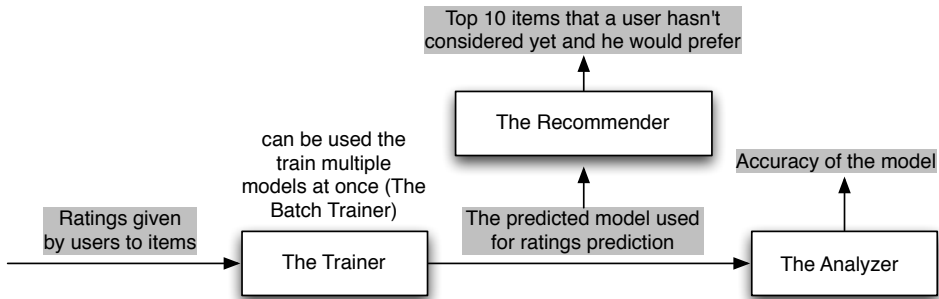 Top 10 items that a user hasn't
considered yet and he would prefer
The Recommender
can be used the
train multiple
models at once (The
Batch Trainer)
Accuracy of the model
Ratings given
by users to items
The predicted model used
for ratings prediction
The Trainer
The Analyzer